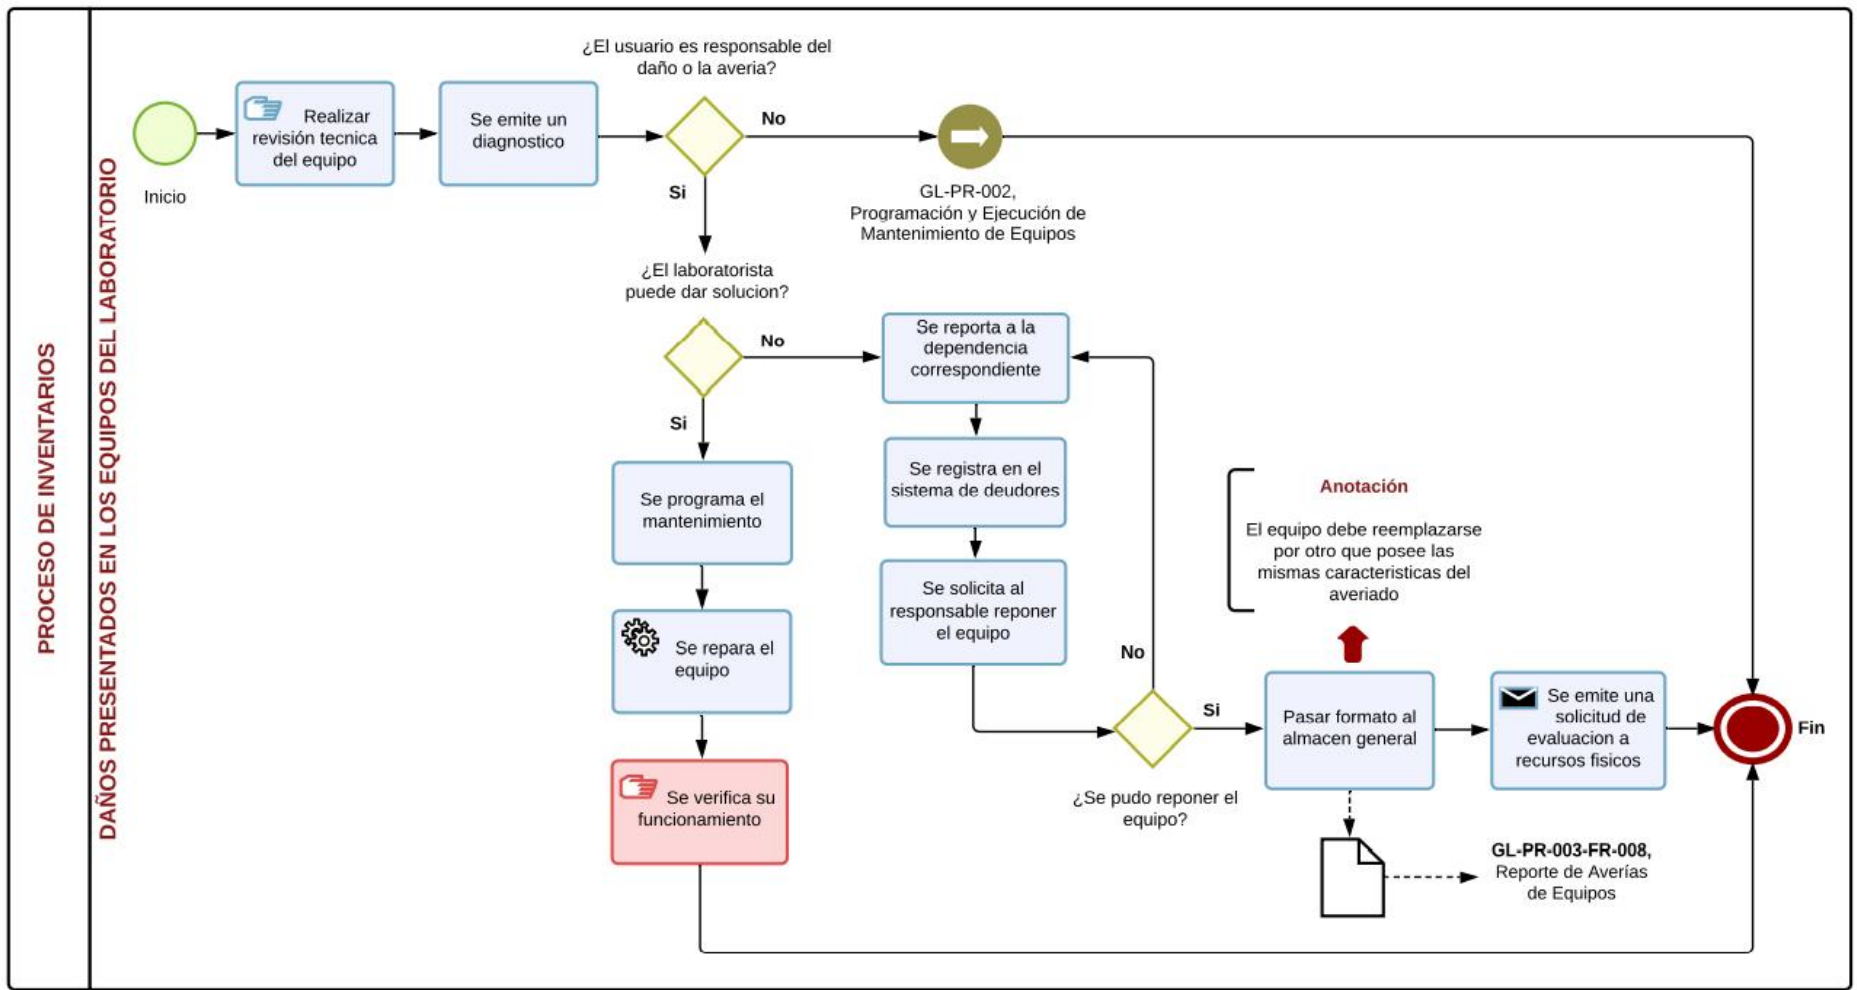 PROCESO DE INVENTARIOS
DAÑOS PRESENTADOS EN LOS EQUIPOS DEL LABORATORIO
Inicio
Realizar
revisión tecnica
del equipo
Se emite un
diagnostico
¿El usuario es responsable del
daño o la averia?
No
Si
GL-PR-002,
Programación y Ejecución de
Mantenimiento de Equipos
¿El laboratorista
puede dar solucion?
No
Si
Se reporta a la
dependencia
correspondiente
Se registra en el
sistema de deudores
Se solicita al
responsable reponer
el equipo
Se programa el
mantenimiento
Se repara el
equipo
Se verifica su
funcionamiento
No
Si
¿Se pudo reponer el
equipo?
Anotación
El equipo debe reemplazarse
por otro que posee las
mismas caracteristicas del
averiado
Pasar formato al
almacen general
Se emite una
solicitud de
evaluacion a
recursos fisicos
Fin
GL-PR-003-FR-008,
Reporte de Averías
de Equipos